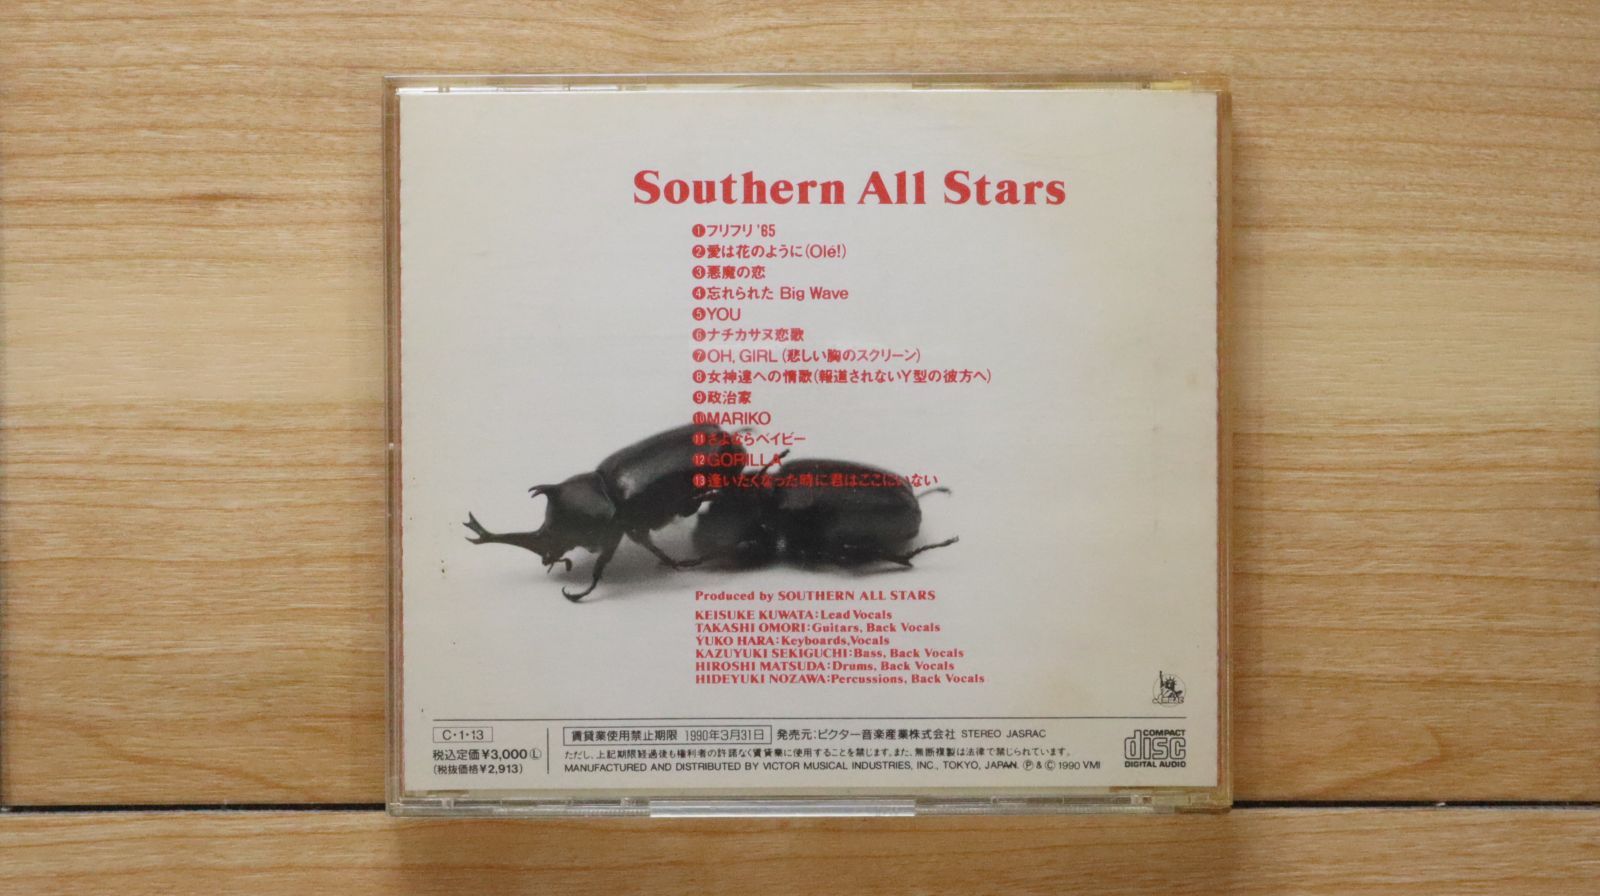 Southern All Stars
❶フリフリ '65
❷愛は花のように(Olé!)
❸悪魔の恋
❹忘れられた Big Wave
❺YOU
❻ナチカサヌ恋歌
❼OH, GIRL (悲しい胸のスクリーン)
❽女神達への情歌(報道されないY型の彼方へ)
❾政治家
❿MARIKO
⓫さよならベイビー
⓬GORILLA
⓭逢いたくなった時に君はここにいない
Produced by SOUTHERN ALL STARS
KEISUKE KUWATA:Lead Vocals
TAKASHI OMORI:Guitars, Back Vocals
YUKO HARA:Keyboards,Vocals
KAZUYUKI SEKIGUCHI:Bass, Back Vocals
HIROSHI MATSUDA:Drums, Back Vocals
HIDEYUKI NOZAWA:Percussions, Back Vocals
C・1・13
税込定価¥3,000Ⓛ
(税抜価格¥2,913)
賃貸業使用禁止期限 1990年3月31日 発売元:ビクター音楽産業株式会社 STEREO JASRAC
ただし、上記期限経過後も権利者の許諾なく賃貸業に使用することを禁じます。また、無断複製は法律で禁じられています。
MANUFACTURED AND DISTRIBUTED BY VICTOR MUSICAL INDUSTRIES, INC., TOKYO, JAPAN. Ⓟ & Ⓒ 1990 VMI
COMPACT
disc
DIGITAL AUDIO